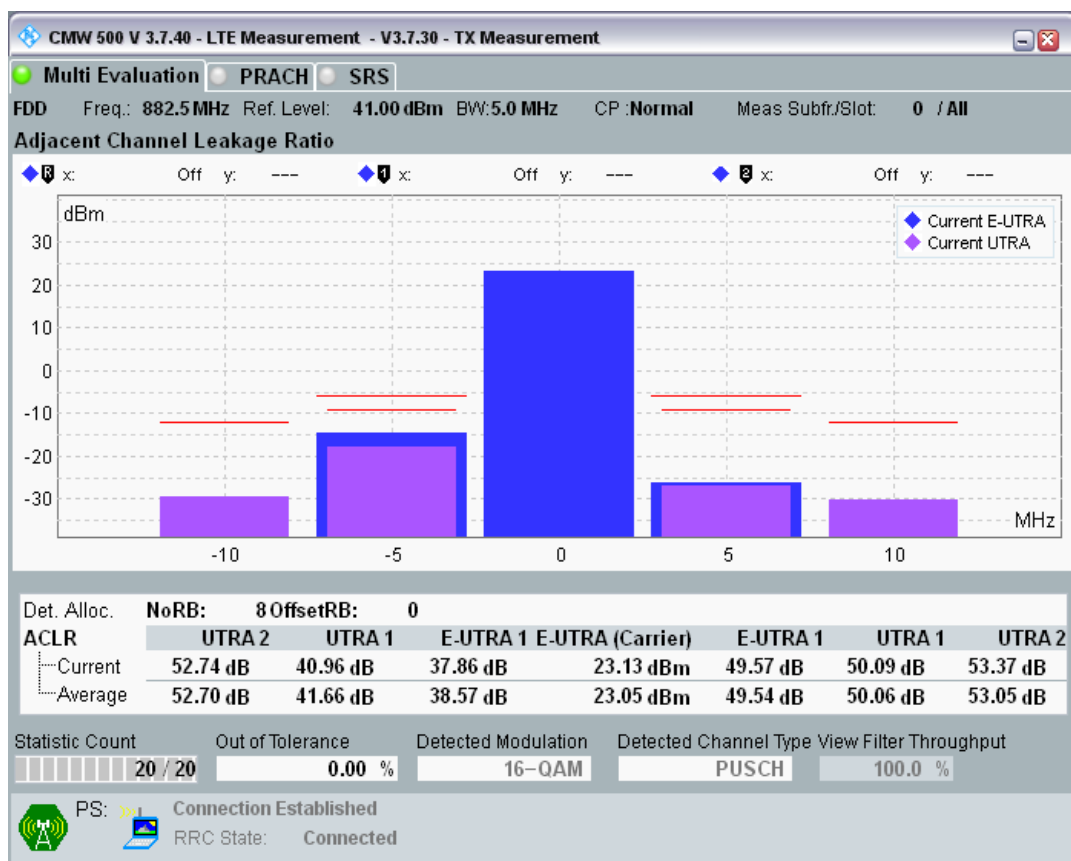 CMW 500 V 3.7.40 - LTE Measurement - V3.7.30 - TX Measurement
Multi Evaluation PRACH SRS
FDD Freq.: 882.5 MHz Ref. Level: 41.00 dBm BW:5.0 MHz CP :Normal Meas Subfr./Slot: 0 / All
Adjacent Channel Leakage Ratio
R x: Off y: --- 1 x: Off y: --- 2 x: Off y: ---
dBm
Current E-UTRA
Current UTRA
30
20
10
0
-10
-20
-30
MHz
-10 -5 0 5 10
Det. Alloc. NoRB: 8 OffsetRB: 0
ACLR UTRA 2 UTRA 1 E-UTRA 1 E-UTRA (Carrier) E-UTRA 1 UTRA 1 UTRA 2
Current 52.74 dB 40.96 dB 37.86 dB 23.13 dBm 49.57 dB 50.09 dB 53.37 dB
Average 52.70 dB 41.66 dB 38.57 dB 23.05 dBm 49.54 dB 50.06 dB 53.05 dB
Statistic Count Out of Tolerance Detected Modulation Detected Channel Type View Filter Throughput
20 / 20 0.00 % 16-QAM PUSCH 100.0 %
PS: Connection Established
RRC State: Connected